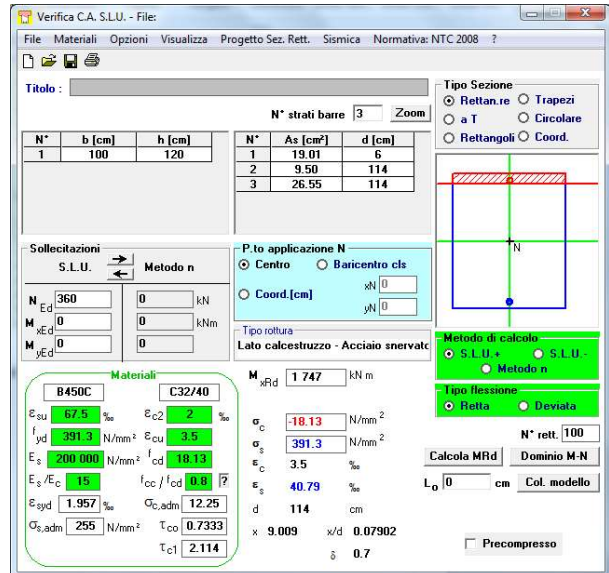 Verifica C.A. S.L.U. - File:
File Materiali Opzioni Visualizza Progetto Sez. Rett. Sismica Normativa: NTC 2008 ?
Titolo :
N° strati barre 3 Zoom
Tipo Sezione
Rettan.re Trapezi
a T Circolare
Rettangoli Coord.
N° b [cm] h [cm]
1 100 120
N° As [cm²] d [cm]
1 19.01 6
2 9.50 114
3 26.55 114
N
Sollecitazioni
S.L.U. Metodo n
N Ed 360 0 kN
M xEd 0 0 kNm
M yEd 0 0
P.to applicazione N
Centro Baricentro cls
Coord.[cm] xN 0
yN 0
Tipo rottura
Lato calcestruzzo - Acciaio snervato
Metodo di calcolo
S.L.U.+ S.L.U.-
Metodo n
Tipo flessione
Retta Deviata
N° rett. 100
Calcola MRd Dominio M-N
L₀ 0 cm Col. modello
Precompresso
Materiali
B450C C32/40
εsu 67.5 ‰ εc2 2 ‰
fyd 391.3 N/mm² εcu 3.5
Es 200 000 N/mm² fcd 18.13
Es/Ec 15 fcc / fcd 0.8 ?
εsyd 1.957 ‰ σc,adm 12.25
σs,adm 255 N/mm² τco 0.7333
τc1 2.114
M xRd 1 747 kN m
σc -18.13 N/mm²
σs 391.3 N/mm²
εc 3.5 ‰
εs 40.79 ‰
d 114 cm
x 9.009 x/d 0.07902
δ 0.7